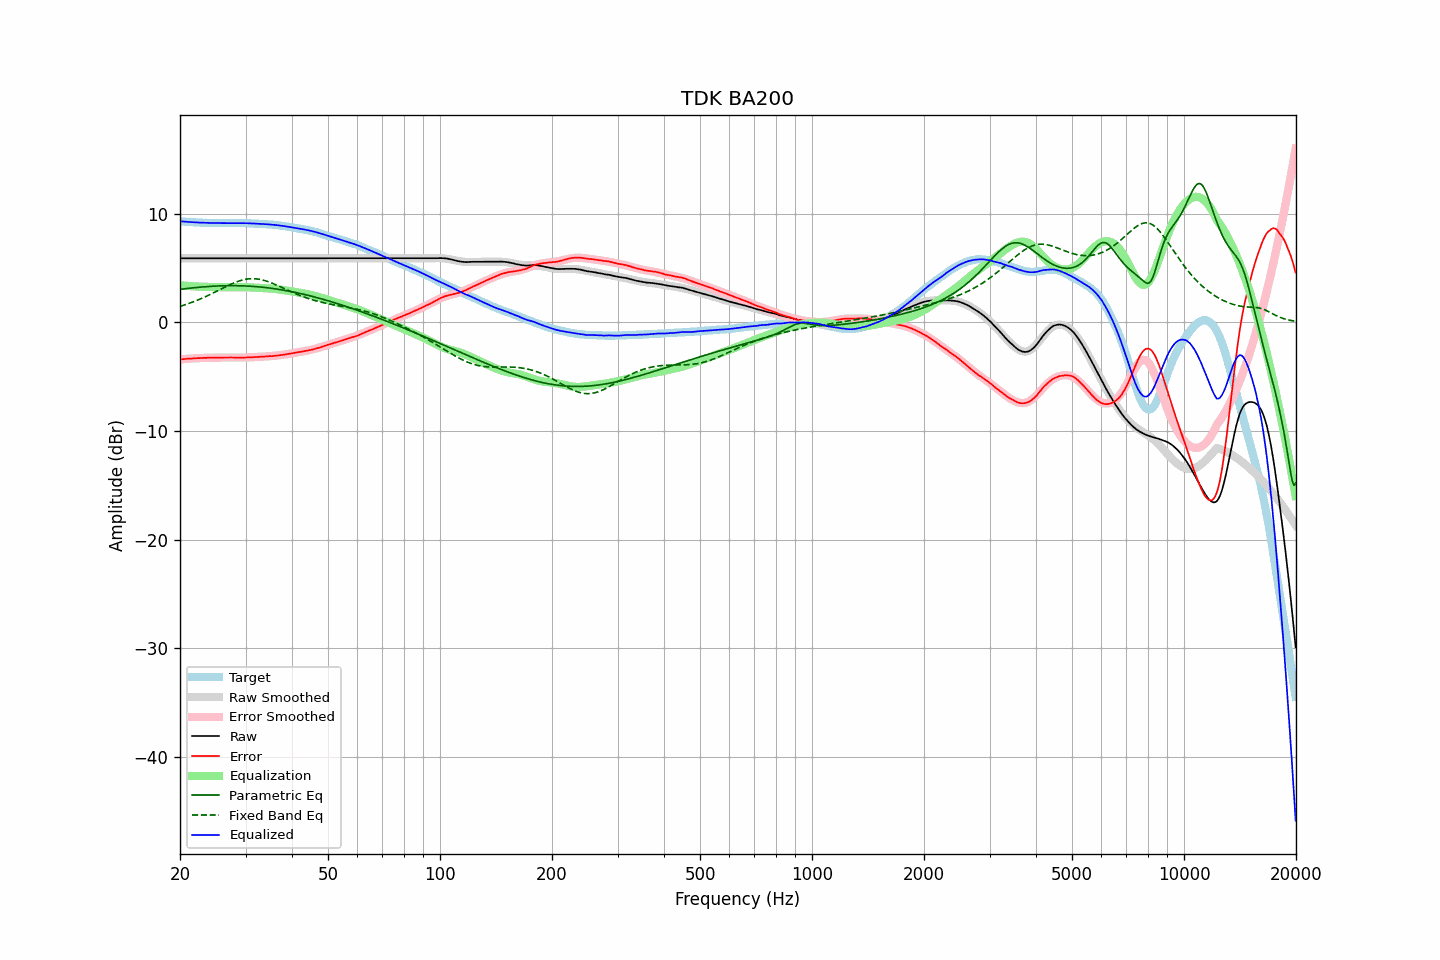 TDK BA200
Amplitude (dBr)
10
0
−10
−20
−30
−40
Target
Raw Smoothed
Error Smoothed
Raw
Error
Equalization
Parametric Eq
Fixed Band Eq
Equalized
20 50 100 200 500 1000 2000 5000 10000 20000
Frequency (Hz)